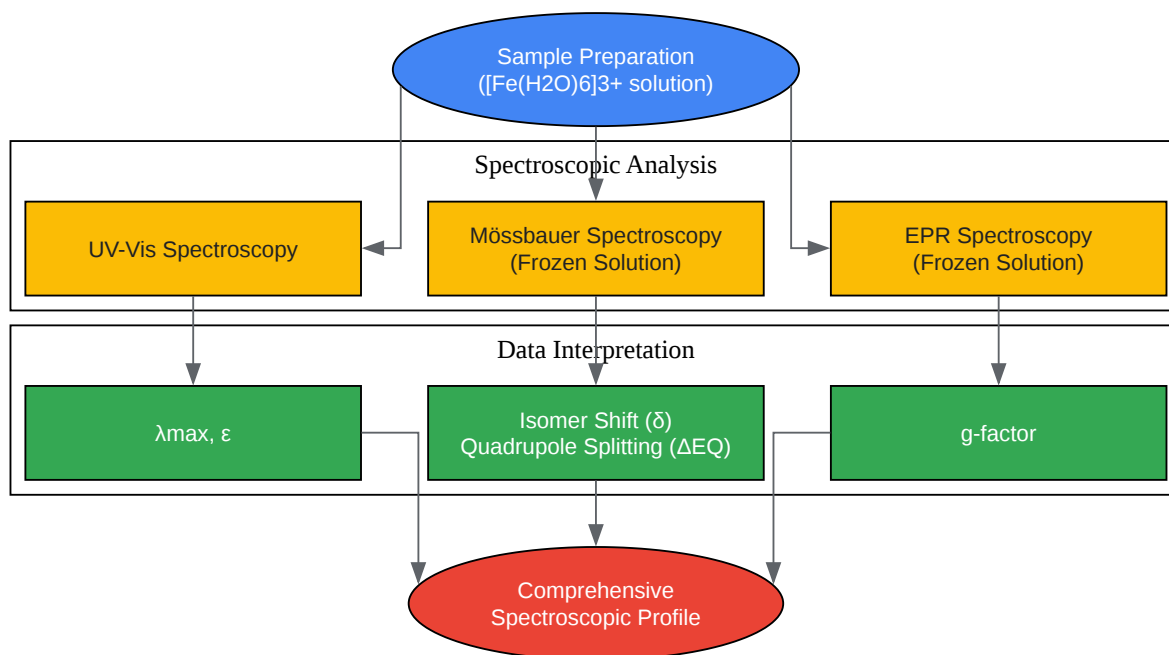 Sample Preparation
([Fe(H2O)6]3+ solution)
Spectroscopic Analysis
UV-Vis Spectroscopy
Mössbauer Spectroscopy
(Frozen Solution)
EPR Spectroscopy
(Frozen Solution)
Data Interpretation
λmax, ε
Isomer Shift (δ)
Quadrupole Splitting (ΔEQ)
g-factor
Comprehensive
Spectroscopic Profile